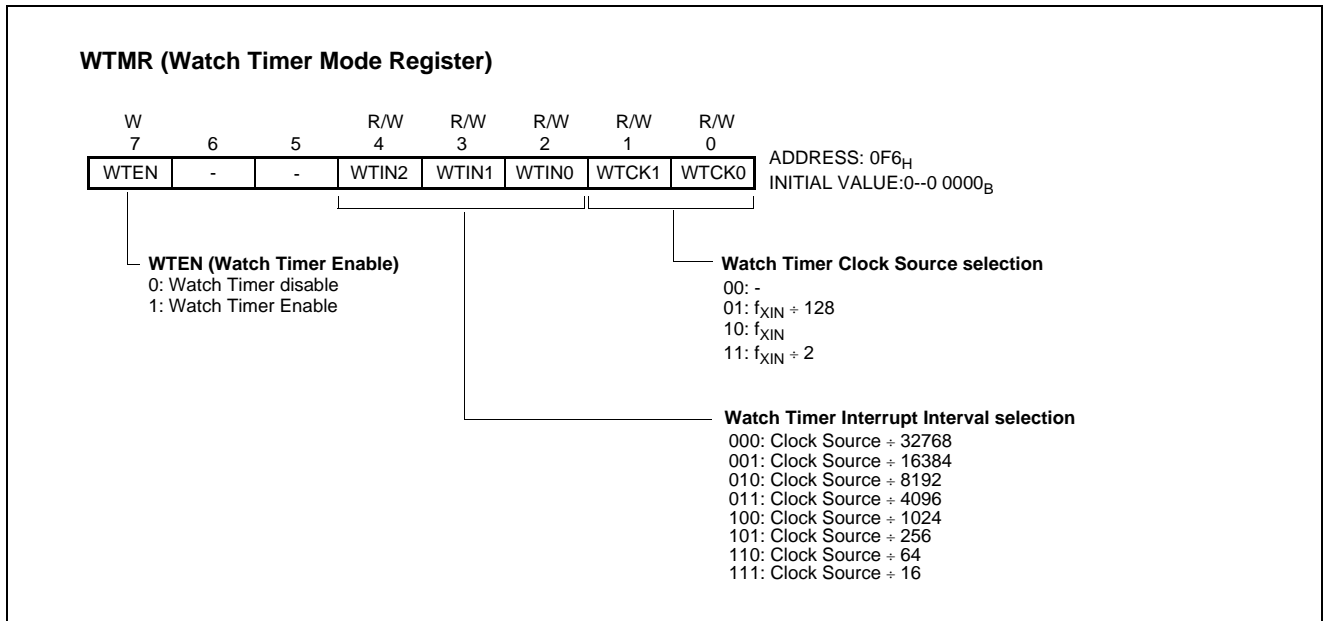 WTMR (Watch Timer Mode Register)
W R/W R/W R/W R/W R/W
7 6 5 4 3 2 1 0
WTEN - - WTIN2 WTIN1 WTIN0 WTCK1 WTCK0
ADDRESS: 0F6H
INITIAL VALUE:0--0 0000B
WTEN (Watch Timer Enable)
0: Watch Timer disable
1: Watch Timer Enable
Watch Timer Clock Source selection
00: -
01: fXIN ÷ 128
10: fXIN
11: fXIN ÷ 2
Watch Timer Interrupt Interval selection
000: Clock Source ÷ 32768
001: Clock Source ÷ 16384
010: Clock Source ÷ 8192
011: Clock Source ÷ 4096
100: Clock Source ÷ 1024
101: Clock Source ÷ 256
110: Clock Source ÷ 64
111: Clock Source ÷ 16